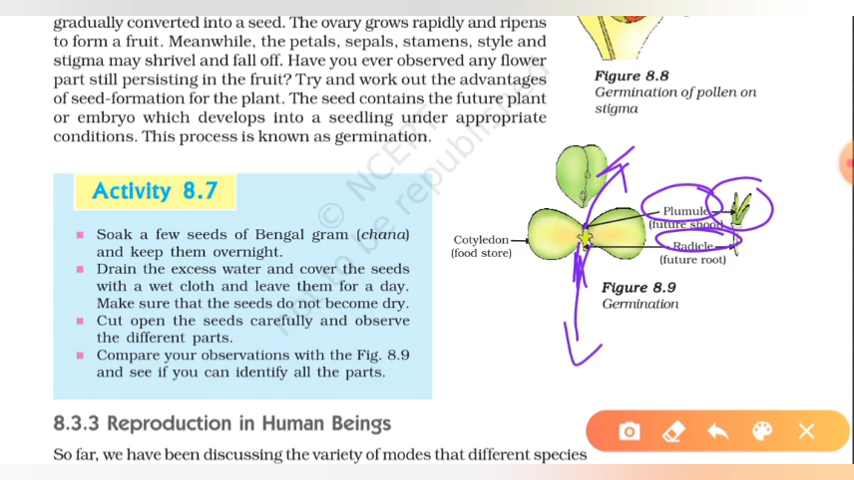 gradually converted into a seed. The ovary grows rapidly and ripens
to form a fruit. Meanwhile, the petals, sepals, stamens, style and
stigma may shrivel and fall off. Have you ever observed any flower
part still persisting in the fruit? Try and work out the advantages
of seed-formation for the plant. The seed contains the future plant
or embryo which develops into a seedling under appropriate
conditions. This process is known as germination.
Figure 8.8
Germination of pollen on
stigma
Activity 8.7
Soak a few seeds of Bengal gram (chana)
and keep them overnight.
Drain the excess water and cover the seeds
with a wet cloth and leave them for a day.
Make sure that the seeds do not become dry.
Cut open the seeds carefully and observe
the different parts.
Compare your observations with the Fig. 8.9
and see if you can identify all the parts.
Cotyledon
(food store)
Plumule
(future shoot)
Radicle
(future root)
Figure 8.9
Germination
© NCERT
not to be republished
8.3.3 Reproduction in Human Beings
So far, we have been discussing the variety of modes that different species